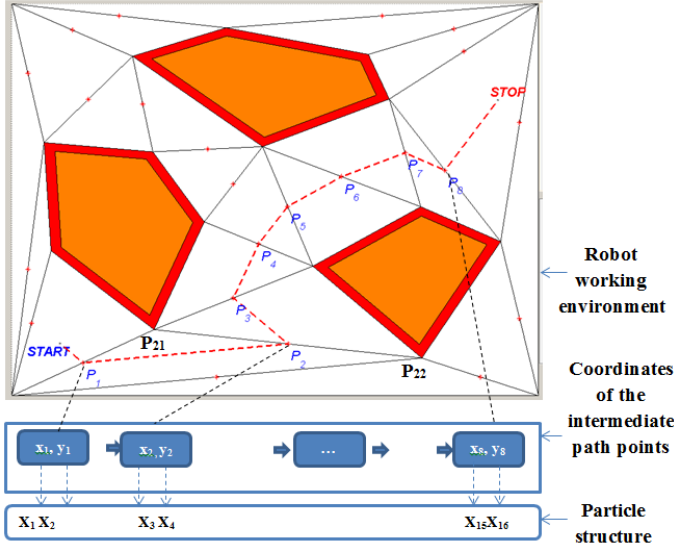 STOP
P7
P8
P6
P5
P4
P3
START
P1
P21
P2
P22
Robot
working
environment
Coordinates
of the
intermediate
path points
x1, y1
x2, y2
...
x8, y8
X1 X2
X3 X4
X15 X16
Particle
structure